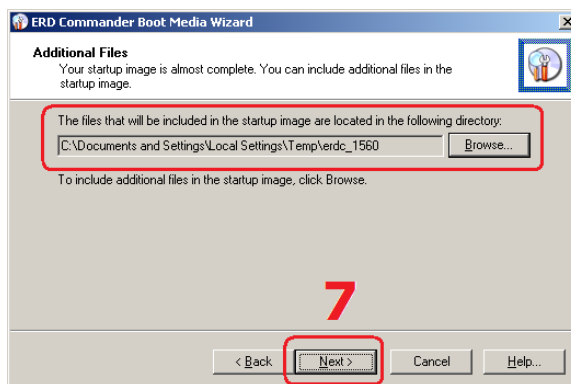 ERD Commander Boot Media Wizard
Additional Files
Your startup image is almost complete. You can include additional files in the
startup image.
The files that will be included in the startup image are located in the following directory:
C:\Documents and Settings\Local Settings\Temp\erdc_1560
Browse...
To include additional files in the startup image, click Browse.
7
< Back
Next >
Cancel
Help...